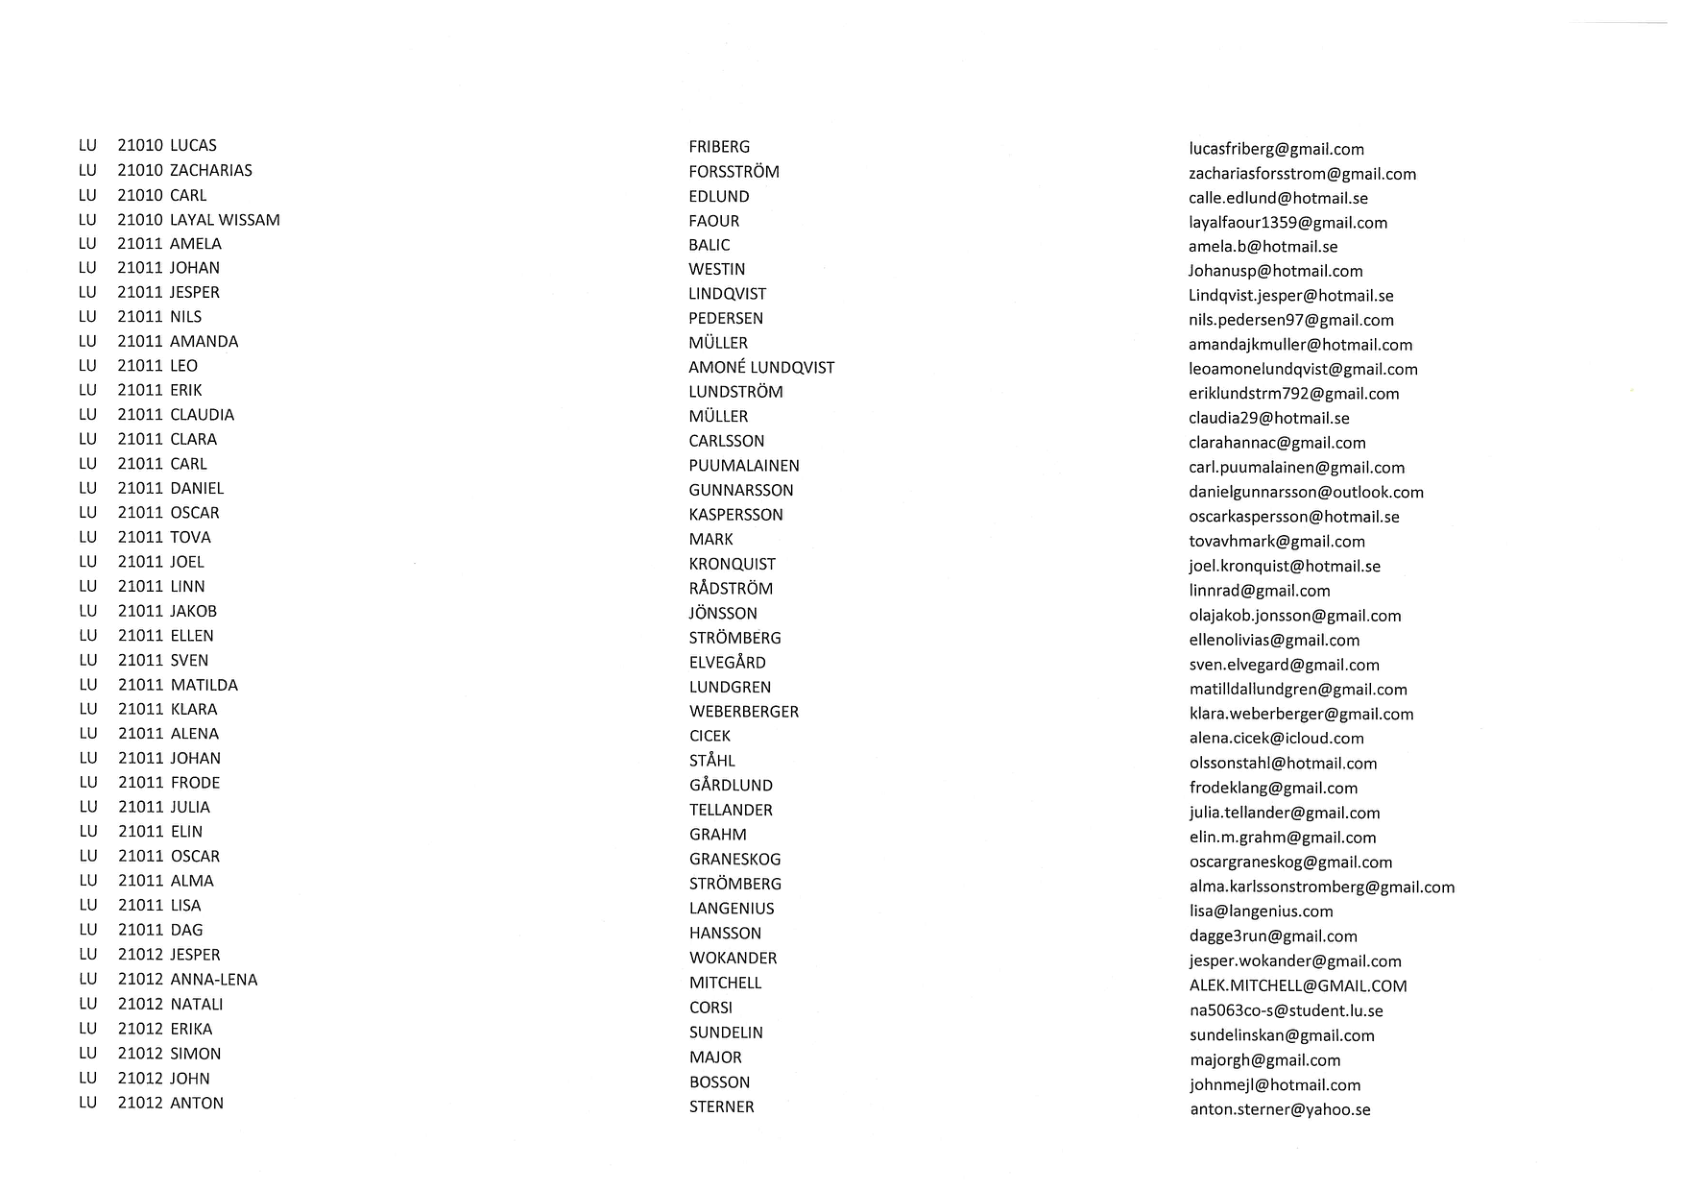 LU 21010 LUCAS FRIBERG lucasfriberg@gmail.com
LU 21010 ZACHARIAS FORSSTRÖM zachariasforsstrom@gmail.com
LU 21010 CARL EDLUND calle.edlund@hotmail.se
LU 21010 LAYAL WISSAM FAOUR layalfaour1359@gmail.com
LU 21011 AMELA BALIC amela.b@hotmail.se
LU 21011 JOHAN WESTIN Johanusp@hotmail.com
LU 21011 JESPER LINDQVIST Lindqvist.jesper@hotmail.se
LU 21011 NILS PEDERSEN nils.pedersen97@gmail.com
LU 21011 AMANDA MÜLLER amandajkmuller@hotmail.com
LU 21011 LEO AMONÉ LUNDQVIST leoamonelundqvist@gmail.com
LU 21011 ERIK LUNDSTRÖM eriklundstrm792@gmail.com
LU 21011 CLAUDIA MÜLLER claudia29@hotmail.se
LU 21011 CLARA CARLSSON clarahannac@gmail.com
LU 21011 CARL PUUMALAINEN carl.puumalainen@gmail.com
LU 21011 DANIEL GUNNARSSON danielgunnarsson@outlook.com
LU 21011 OSCAR KASPERSSON oscarkaspersson@hotmail.se
LU 21011 TOVA MARK tovavhmark@gmail.com
LU 21011 JOEL KRONQUIST joel.kronquist@hotmail.se
LU 21011 LINN RÅDSTRÖM linnrad@gmail.com
LU 21011 JAKOB JÖNSSON olajakob.jonsson@gmail.com
LU 21011 ELLEN STRÖMBERG ellenolivias@gmail.com
LU 21011 SVEN ELVEGÅRD sven.elvegard@gmail.com
LU 21011 MATILDA LUNDGREN matilldallundgren@gmail.com
LU 21011 KLARA WEBERBERGER klara.weberberger@gmail.com
LU 21011 ALENA CICEK alena.cicek@icloud.com
LU 21011 JOHAN STÅHL olssonstahl@hotmail.com
LU 21011 FRODE GÅRDLUND frodeklang@gmail.com
LU 21011 JULIA TELLANDER julia.tellander@gmail.com
LU 21011 ELIN GRAHM elin.m.grahm@gmail.com
LU 21011 OSCAR GRANESKOG oscargraneskog@gmail.com
LU 21011 ALMA STRÖMBERG alma.karlssonstromberg@gmail.com
LU 21011 LISA LANGENIUS lisa@langenius.com
LU 21011 DAG HANSSON dagge3run@gmail.com
LU 21012 JESPER WOKANDER jesper.wokander@gmail.com
LU 21012 ANNA-LENA MITCHELL ALEK.MITCHELL@GMAIL.COM
LU 21012 NATALI CORSI na5063co-s@student.lu.se
LU 21012 ERIKA SUNDELIN sundelinskan@gmail.com
LU 21012 SIMON MAJOR majorgh@gmail.com
LU 21012 JOHN BOSSON johnmejl@hotmail.com
LU 21012 ANTON STERNER anton.sterner@yahoo.se